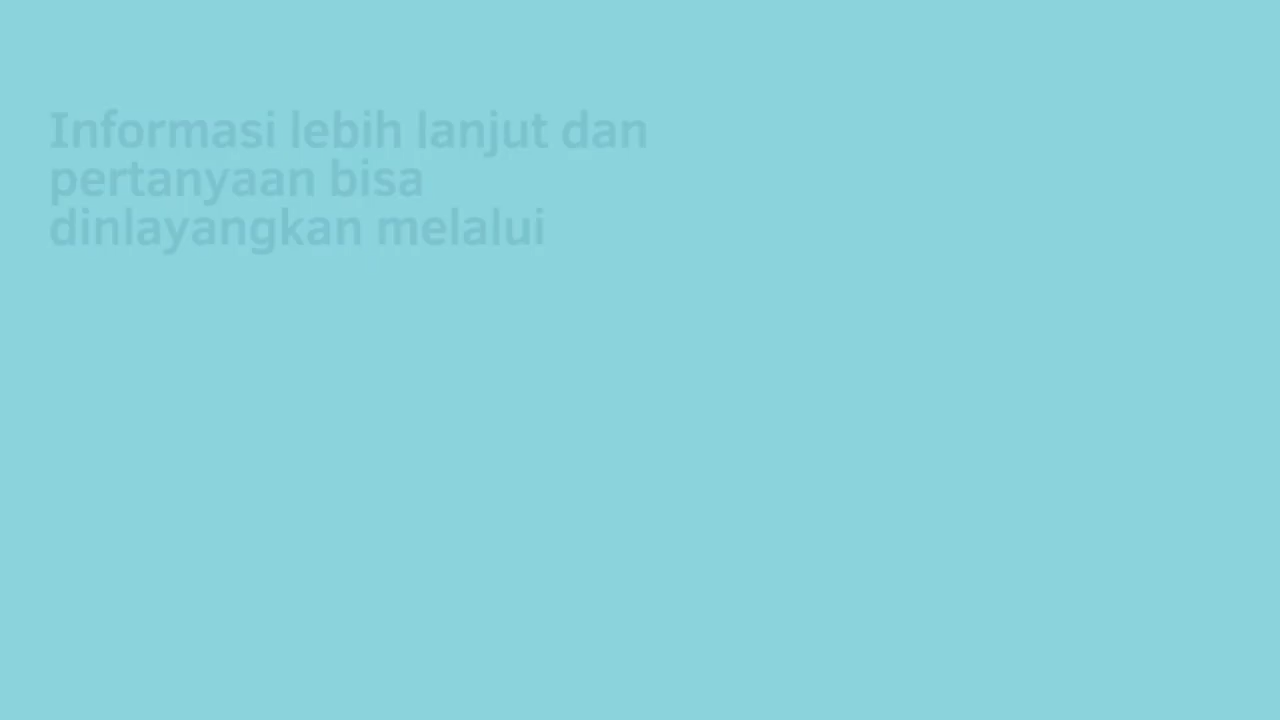 Informasi lebih lanjut dan
pertanyaan bisa
dinlayangkan melalui